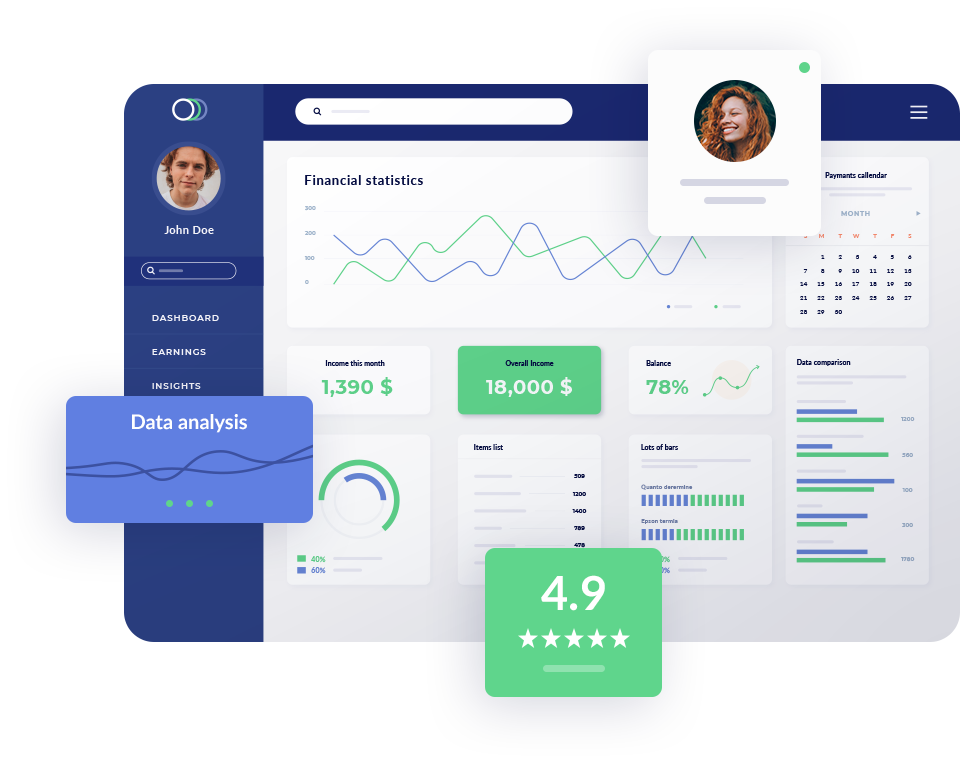 John Doe
DASHBOARD
EARNINGS
INSIGHTS
Data analysis
Financial statistics
300
200
100
0
Paymants callendar
MONTH
S M T W T F S
1 2 3 4 5 6
7 8 9 10 11 12 13
14 15 16 17 18 19 20
21 22 23 24 25 26 27
28 29 30
Income this month
1,390 $
Overall Income
18,000 $
Balance
78%
Data comparison
1200
100
300
1780
40%
60%
Items list
309
1200
1400
789
478
Lots of bars
Quanto deremine
Epson termia
4.9